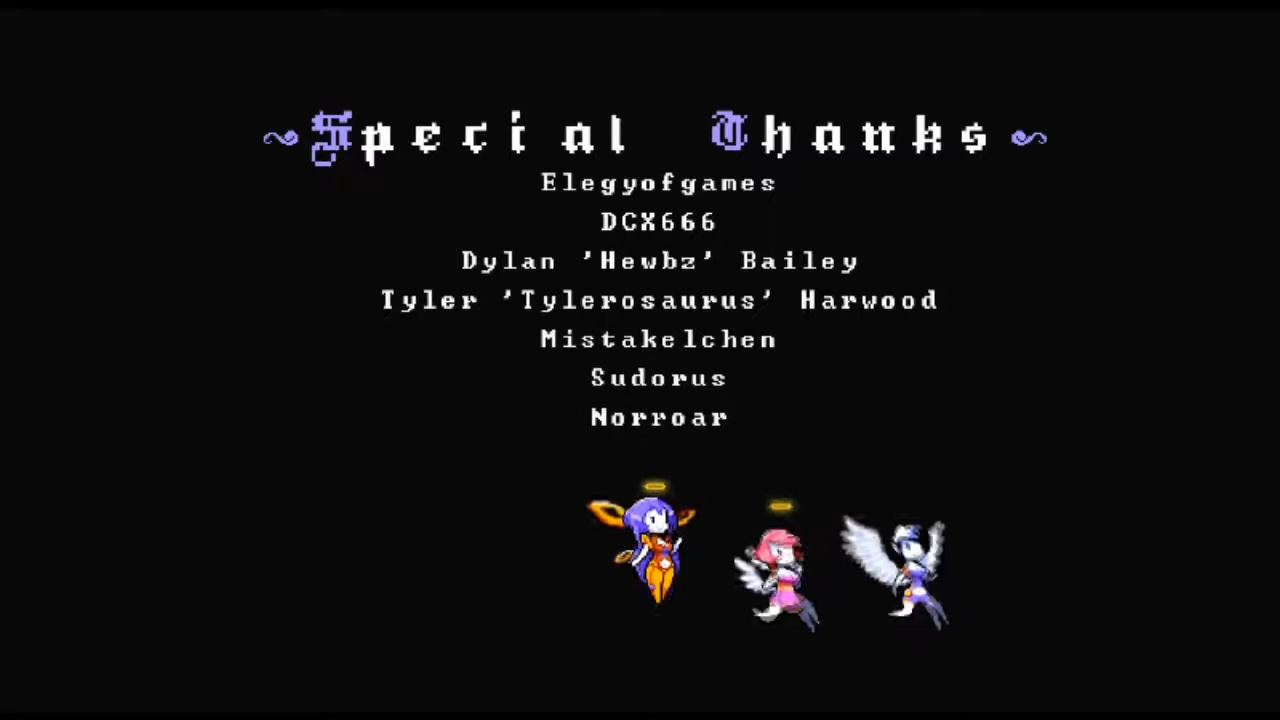 Special Thanks
Elegyofgames
DCX666
Dylan 'Hewbz' Bailey
Tyler 'Tylerosaurus' Harwood
Mistakelchen
Sudorus
Norroar